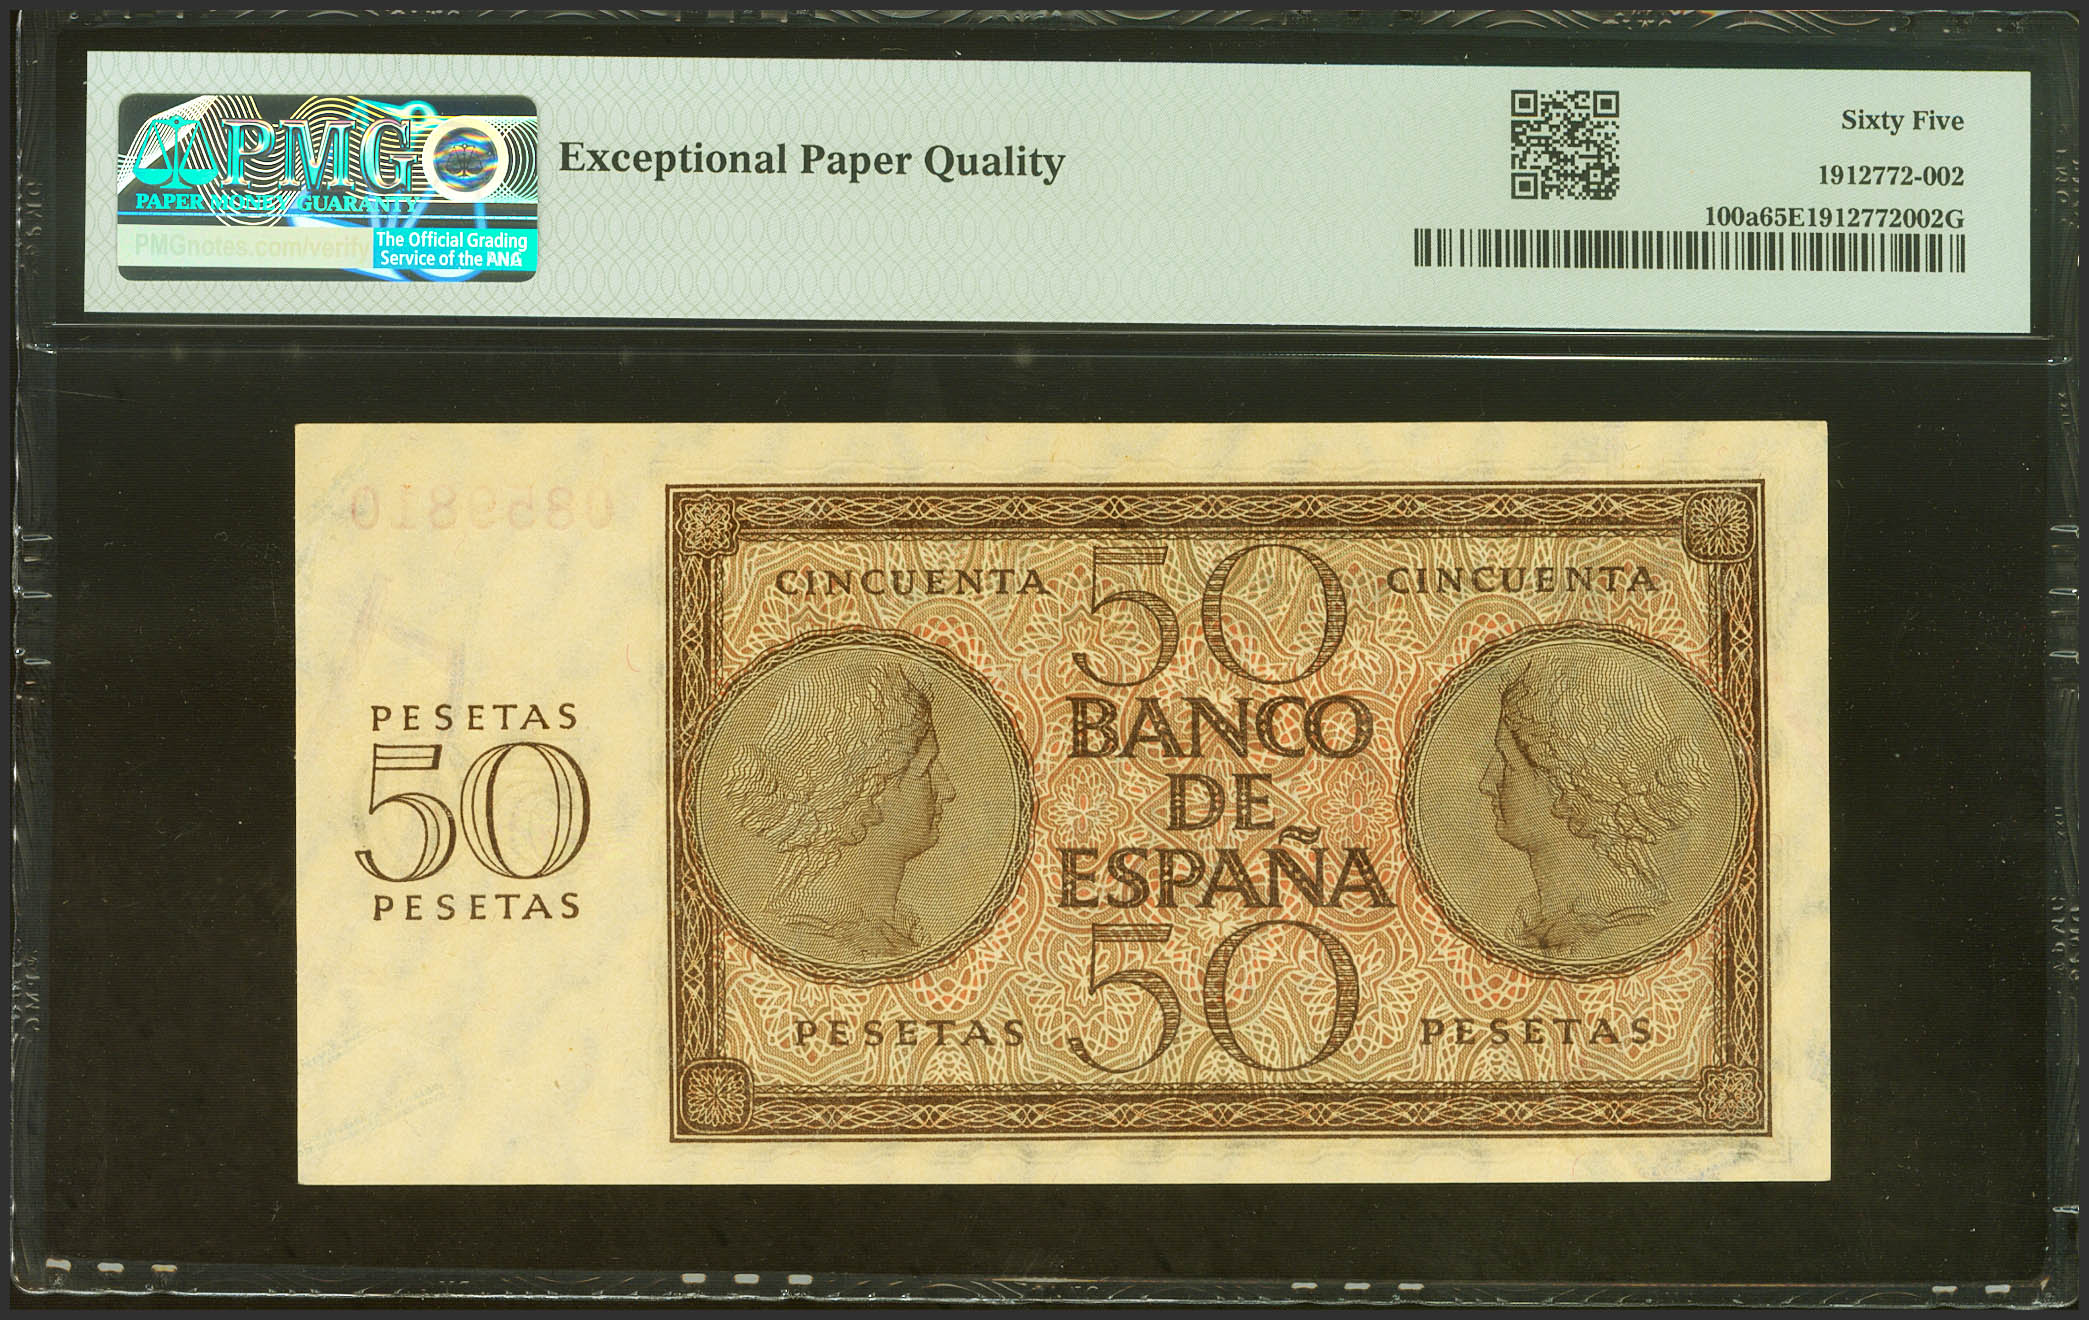 PMG
PAPER MONEY GUARANTY
PMGnotes.com/verify
The Official Grading
Service of the ANA
Exceptional Paper Quality
Sixty Five
1912772-002
100a65E1912772002G
0859810
CINCUENTA 50 CINCUENTA
PESETAS
50
PESETAS
BANCO
DE
ESPAÑA
PESETAS 50 PESETAS